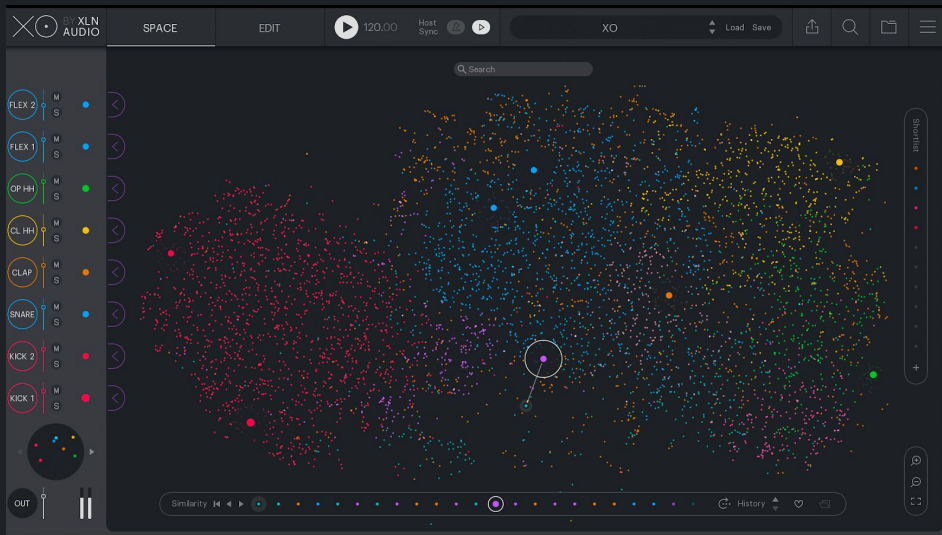 XO BY XLN AUDIO
SPACE
EDIT
120.00
Host Sync
XO
Load Save
Search
FLEX 2 M S
FLEX 1 M S
OP HH M S
CL HH M S
CLAP M S
SNARE M S
KICK 2 M S
KICK 1 M S
OUT
Shortlist
+
Similarity
History